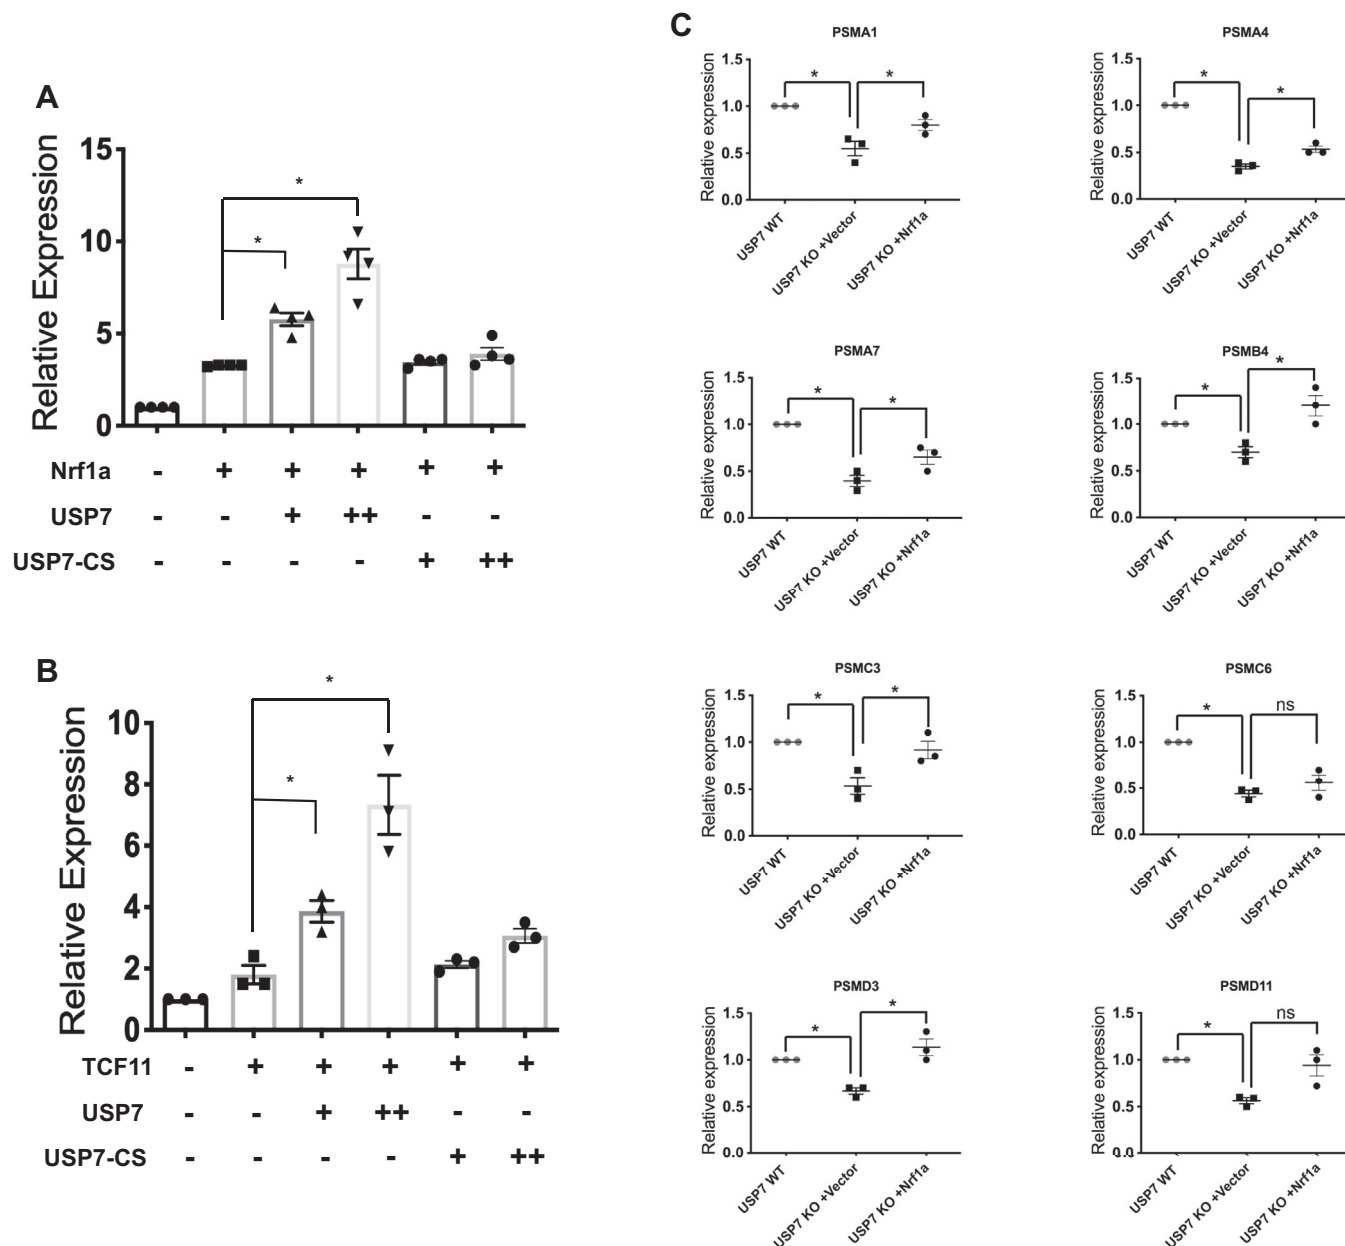 A
Relative Expression
15
10
5
0
*
*
Nrf1a - + + + + +
USP7 - - + ++ - -
USP7-CS - - - - + ++
B
Relative Expression
10
8
6
4
2
0
*
*
TCF11 - + + + + +
USP7 - - + ++ - -
USP7-CS - - - - + ++
C
PSMA1
Relative expression
1.5
1.0
0.5
0.0
* *
USP7 WT
USP7 KO +Vector
USP7 KO +Nrf1a
PSMA4
Relative expression
1.5
1.0
0.5
0.0
* *
USP7 WT
USP7 KO +Vector
USP7 KO +Nrf1a
PSMA7
Relative expression
1.5
1.0
0.5
0.0
* *
USP7 WT
USP7 KO +Vector
USP7 KO +Nrf1a
PSMB4
Relative expression
1.5
1.0
0.5
0.0
* *
USP7 WT
USP7 KO +Vector
USP7 KO +Nrf1a
PSMC3
Relative expression
1.5
1.0
0.5
0.0
* *
USP7 WT
USP7 KO +Vector
USP7 KO +Nrf1a
PSMC6
Relative expression
1.5
1.0
0.5
0.0
* ns
USP7 WT
USP7 KO +Vector
USP7 KO +Nrf1a
PSMD3
Relative expression
1.5
1.0
0.5
0.0
* *
USP7 WT
USP7 KO +Vector
USP7 KO +Nrf1a
PSMD11
Relative expression
1.5
1.0
0.5
0.0
* ns
USP7 WT
USP7 KO +Vector
USP7 KO +Nrf1a